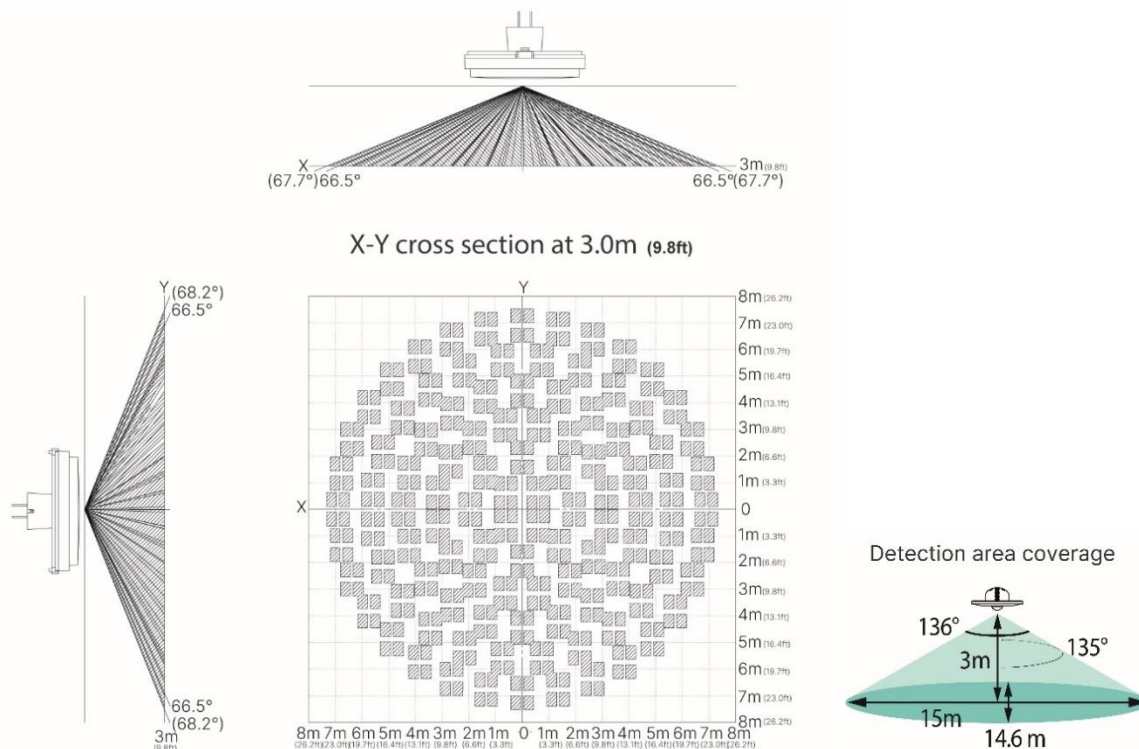 X
3m(9.8ft)
(67.7°)66.5°
66.5°(67.7°)
X-Y cross section at 3.0m (9.8ft)
Y
(68.2°)
66.5°
66.5°
(68.2°)
3m
(9.8ft)
Y
8m(26.2ft)
7m(23.0ft)
6m(19.7ft)
5m(16.4ft)
4m(13.1ft)
3m(9.8ft)
2m(6.6ft)
1m(3.3ft)
X
0
1m(3.3ft)
2m(6.6ft)
3m(9.8ft)
4m(13.1ft)
5m(16.4ft)
6m(19.7ft)
7m(23.0ft)
8m(26.2ft)
8m 7m 6m 5m 4m 3m 2m 1m 0 1m 2m 3m 4m 5m 6m 7m 8m
(26.2ft)(23.0ft)(19.7ft)(16.4ft)(13.1ft)(9.8ft) (6.6ft) (3.3ft) (3.3ft) (6.6ft) (9.8ft) (13.1ft) (16.4ft) (19.7ft) (23.0ft)(26.2ft)
Detection area coverage
136°
135°
3m
15m
14.6 m